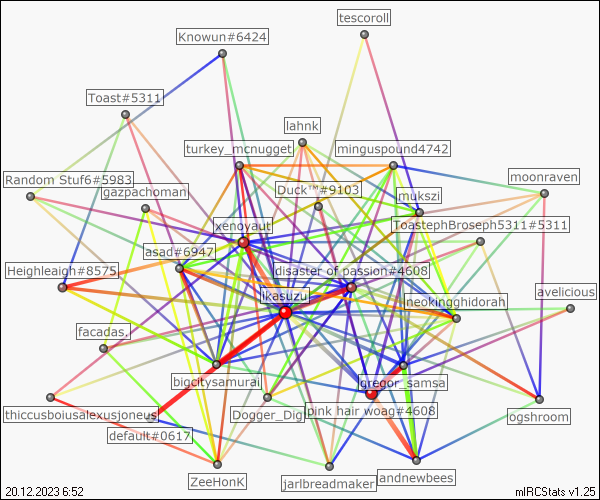 tescoroll
Knowun#6424
Toast#5311
lahnk
turkey_mcnugget
minguspound4742
Random Stuf6#5983
gazpachoman
Duck™#9103
mukszi
moonraven
xenoyaut
ToastephBroseph5311#5311
asad#6947
Heighleaigh#8575
disaster of passion#4608
ikasuzu
neokingghidorah
avelicious
facadas,
bigcitysamurai
gregor_samsa
thiccusboiusalexusjoneus
Dogger_Digi
pink hair woag#4608
ogshroom
default#0617
ZeeHonK
jarlbreadmaker
andnewbees
20.12.2023 6:52
mIRCStats v1.25